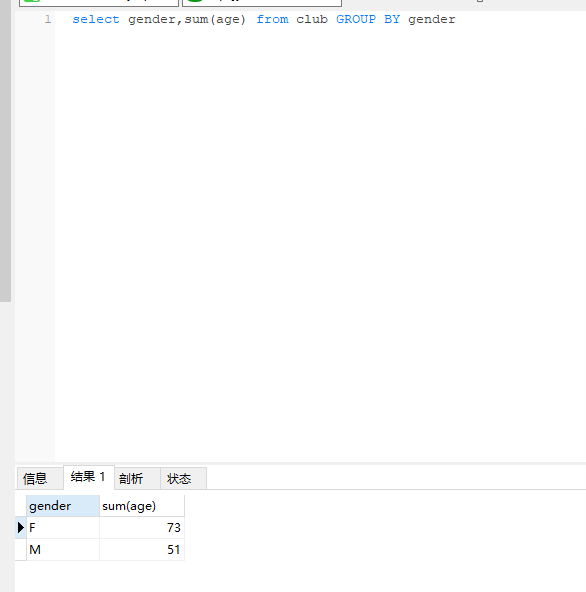 1 select gender,sum(age) from club GROUP BY gender
信息 结果 1 剖析 状态
gender sum(age)
F 73
M 51